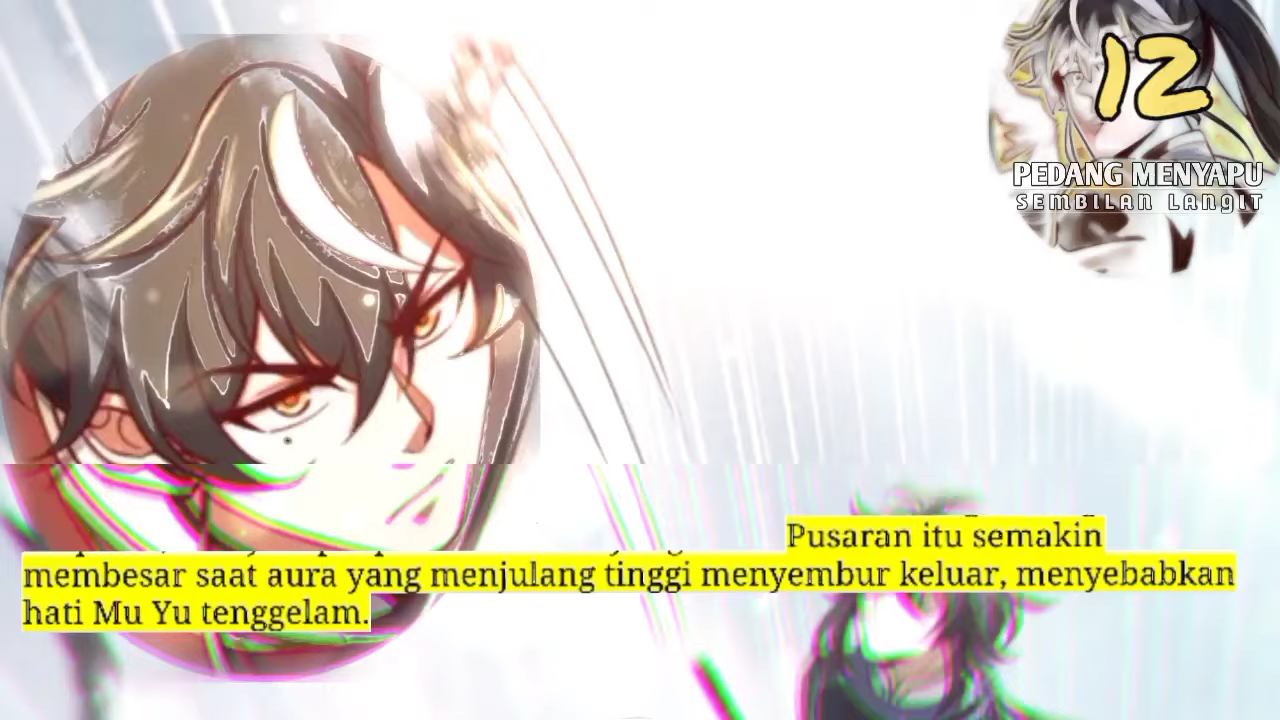 12
PEDANG MENYAPU
SEMBILAN LANGIT
Pusaran itu semakin
membesar saat aura yang menjulang tinggi menyembur keluar, menyebabkan
hati Mu Yu tenggelam.